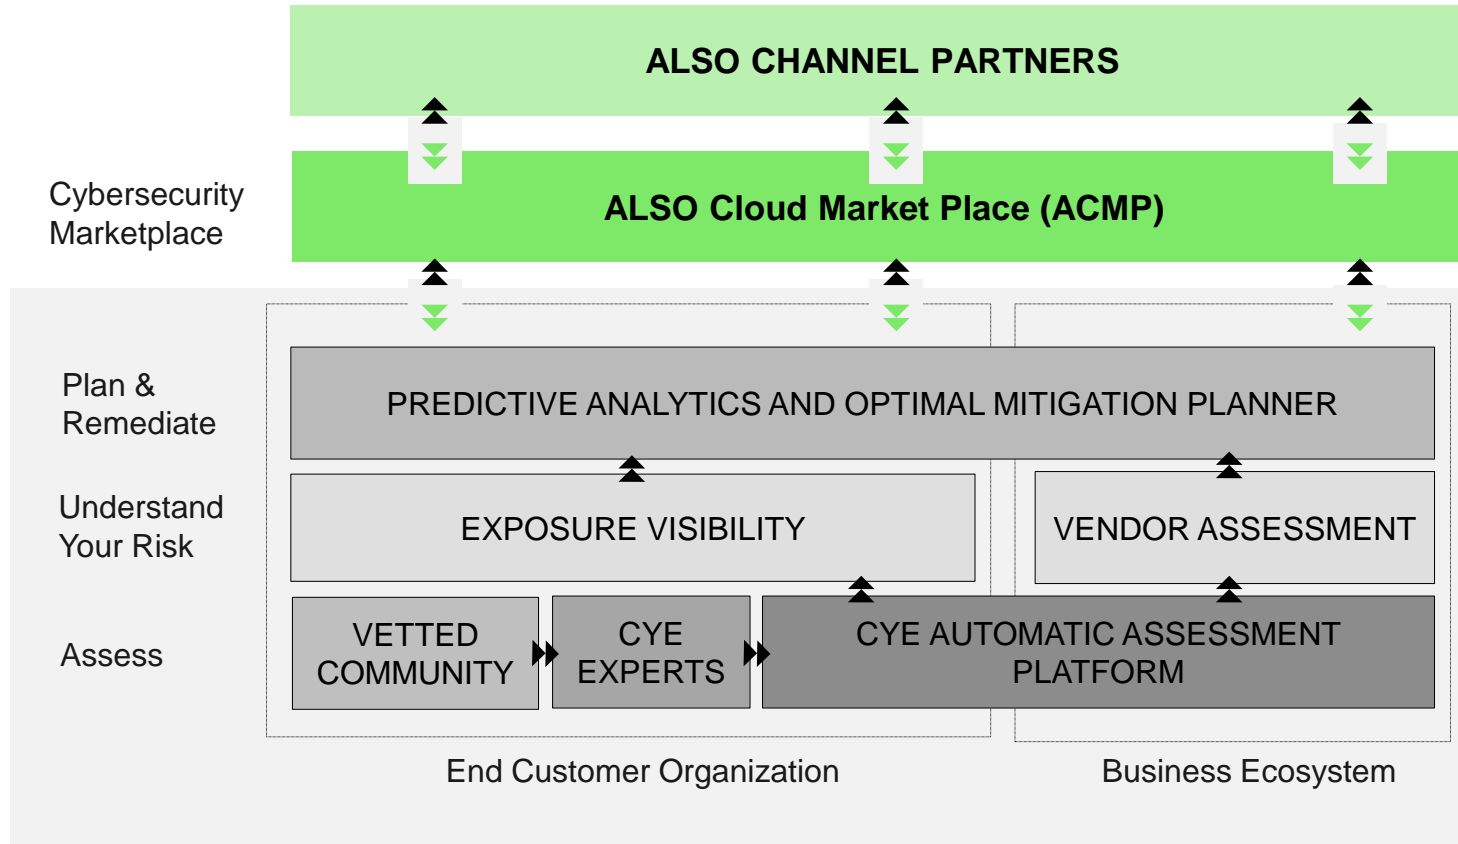 ALSO CHANNEL PARTNERS
Cybersecurity
Marketplace
ALSO Cloud Market Place (ACMP)
Plan &
Remediate
PREDICTIVE ANALYTICS AND OPTIMAL MITIGATION PLANNER
Understand
Your Risk
EXPOSURE VISIBILITY
VENDOR ASSESSMENT
Assess
VETTED
COMMUNITY
CYE
EXPERTS
CYE AUTOMATIC ASSESSMENT
PLATFORM
End Customer Organization
Business Ecosystem